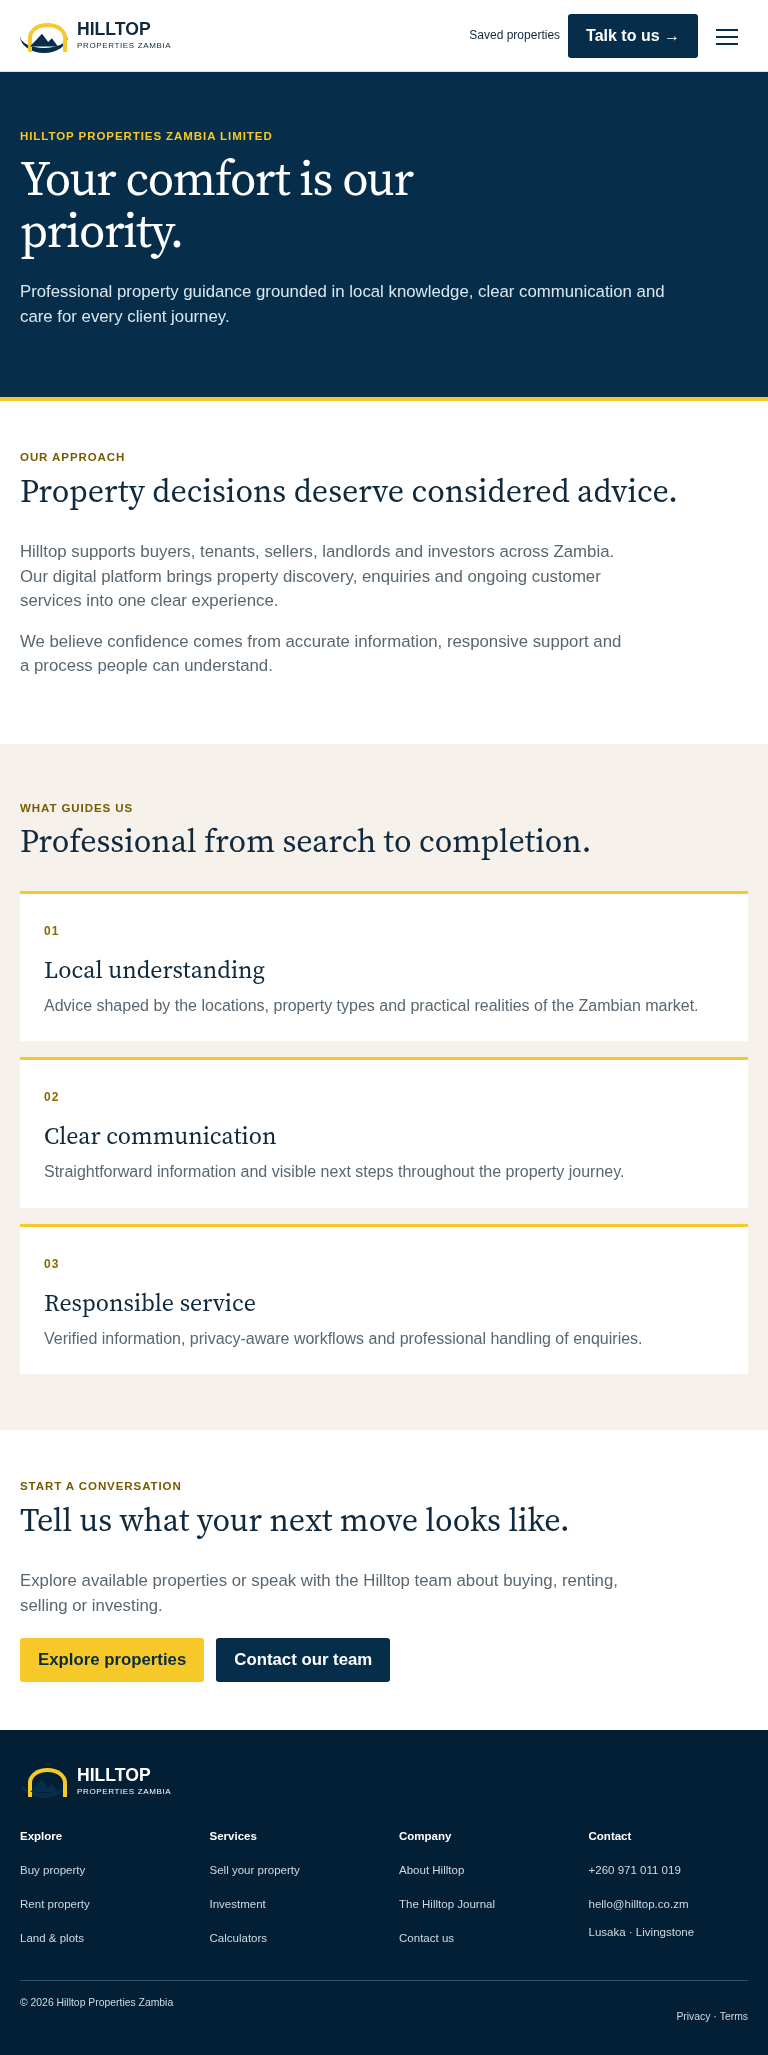 HILLTOP
PROPERTIES ZAMBIA
Saved properties
Talk to us →
HILLTOP PROPERTIES ZAMBIA LIMITED
Your comfort is our
priority.
Professional property guidance grounded in local knowledge, clear communication and
care for every client journey.
OUR APPROACH
Property decisions deserve considered advice.
Hilltop supports buyers, tenants, sellers, landlords and investors across Zambia.
Our digital platform brings property discovery, enquiries and ongoing customer
services into one clear experience.
We believe confidence comes from accurate information, responsive support and
a process people can understand.
WHAT GUIDES US
Professional from search to completion.
01
Local understanding
Advice shaped by the locations, property types and practical realities of the Zambian market.
02
Clear communication
Straightforward information and visible next steps throughout the property journey.
03
Responsible service
Verified information, privacy-aware workflows and professional handling of enquiries.
START A CONVERSATION
Tell us what your next move looks like.
Explore available properties or speak with the Hilltop team about buying, renting,
selling or investing.
Explore properties
Contact our team
HILLTOP
PROPERTIES ZAMBIA
Explore
Buy property
Rent property
Land & plots
Services
Sell your property
Investment
Calculators
Company
About Hilltop
The Hilltop Journal
Contact us
Contact
+260 971 011 019
hello@hilltop.co.zm
Lusaka · Livingstone
© 2026 Hilltop Properties Zambia
Privacy · Terms